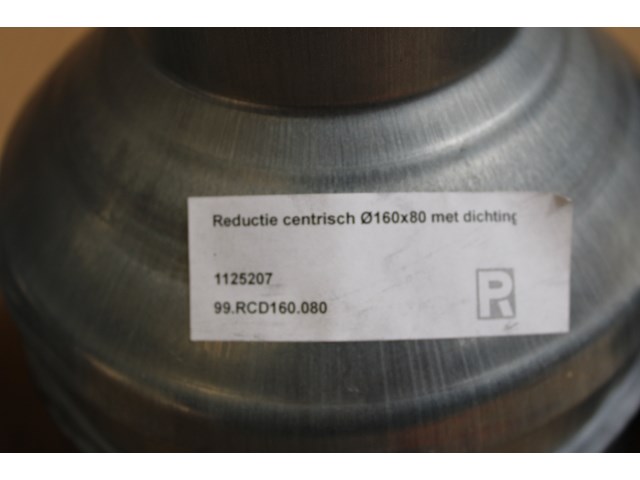 Reductie centrisch Ø160x80 met dichting
1125207
99.RCD160.080
R